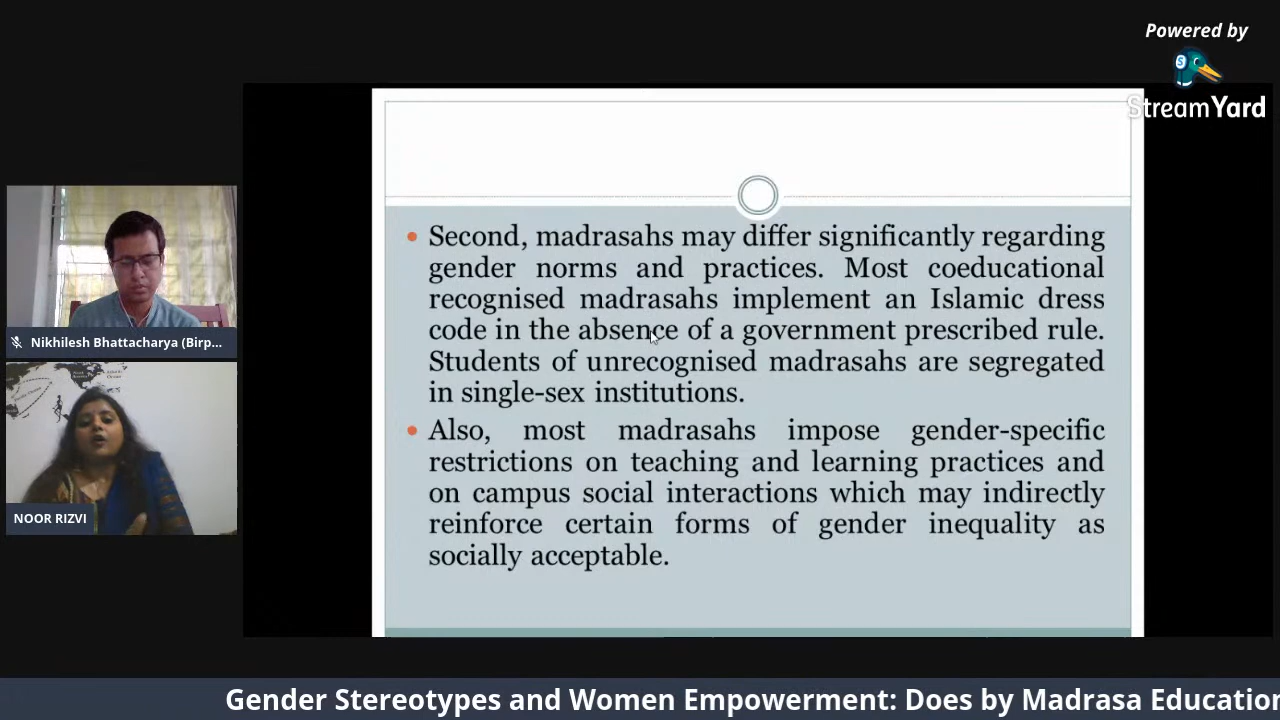 Powered by
StreamYard
Second, madrasahs may differ significantly regarding
gender norms and practices. Most coeducational
recognised madrasahs implement an Islamic dress
code in the absence of a government prescribed rule.
Students of unrecognised madrasahs are segregated
in single-sex institutions.
Also, most madrasahs impose gender-specific
restrictions on teaching and learning practices and
on campus social interactions which may indirectly
reinforce certain forms of gender inequality as
socially acceptable.
Nikhilesh Bhattacharya (Birp...
NOOR RIZVI
Gender Stereotypes and Women Empowerment: Does by Madrasa Education